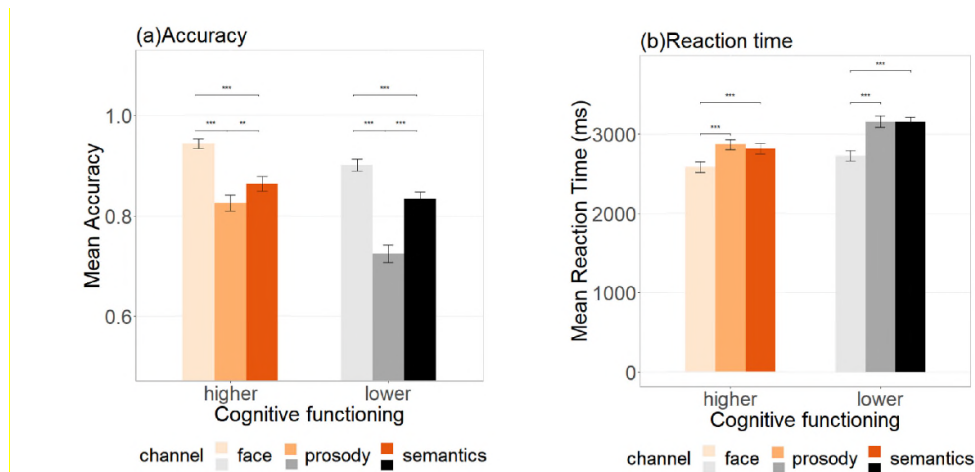 (a)Accuracy
***
***
***
**
***
***
1.0
0.8
0.6
Mean Accuracy
higher
lower
Cognitive functioning
channel
face
prosody
semantics
(b)Reaction time
***
***
***
***
3000
2000
1000
0
Mean Reaction Time (ms)
higher
lower
Cognitive functioning
channel
face
prosody
semantics